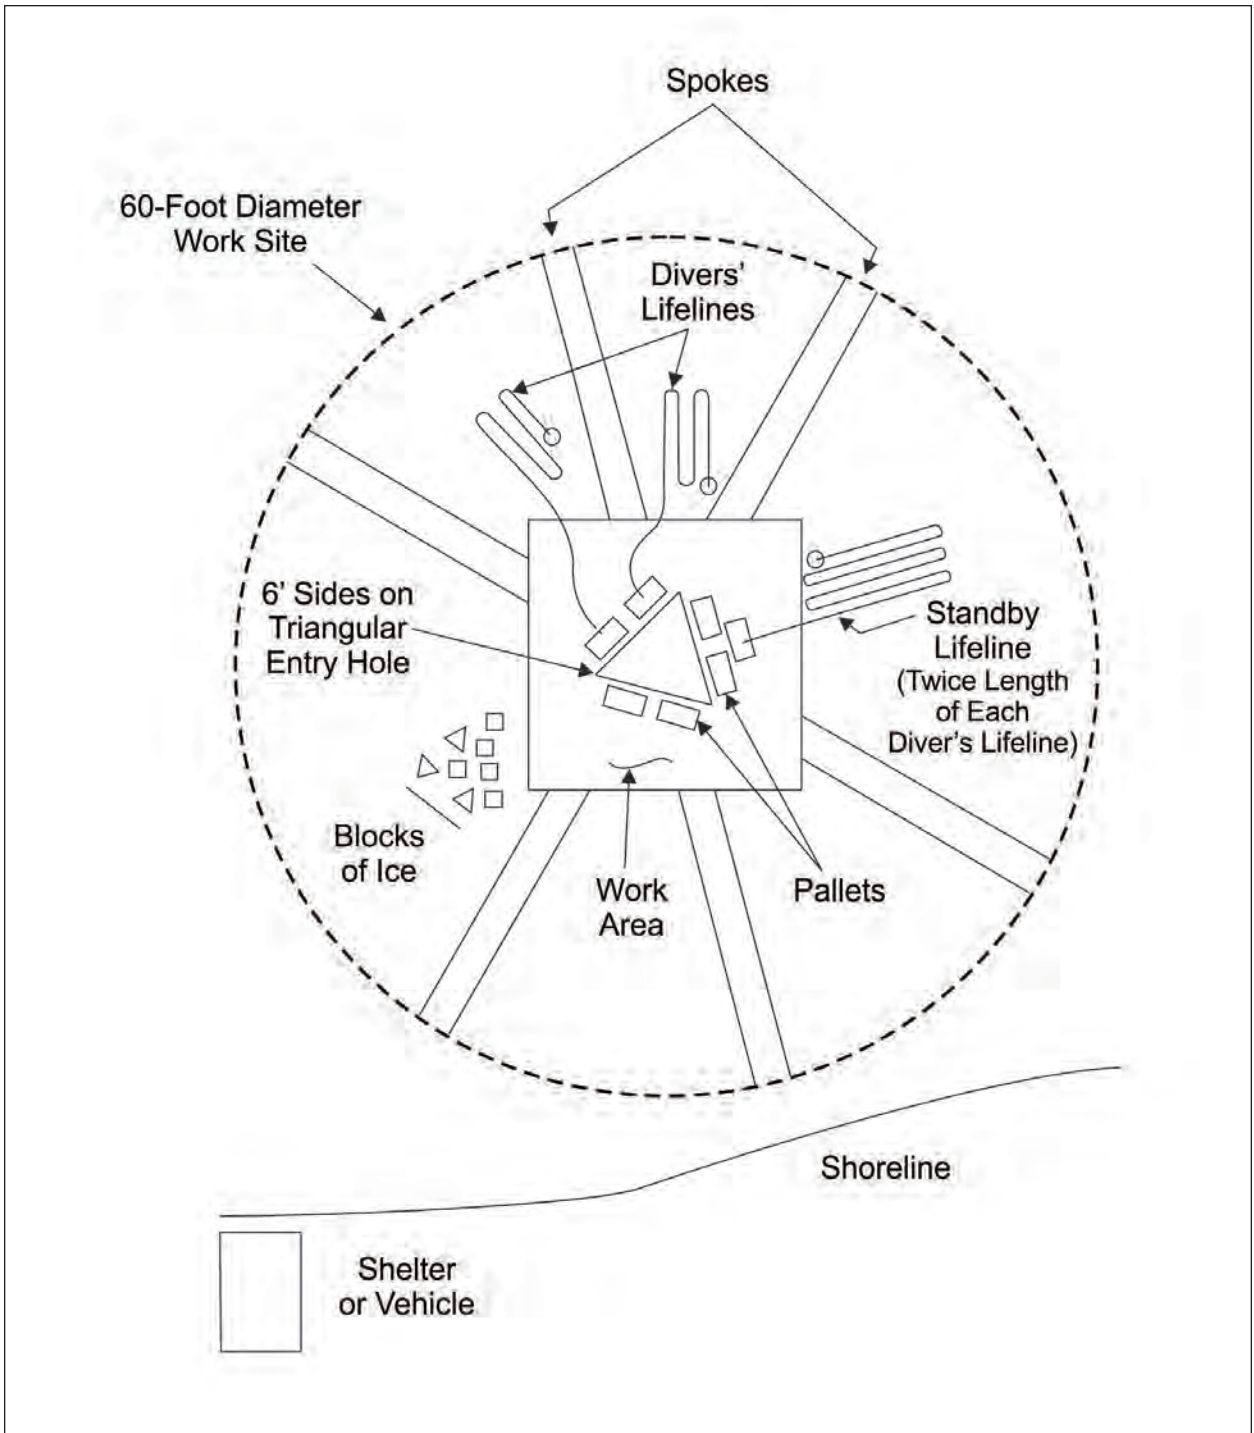 Spokes
60-Foot Diameter
Work Site
Divers'
Lifelines
6' Sides on
Triangular
Entry Hole
Standby
Lifeline
(Twice Length
of Each
Diver's Lifeline)
Blocks
of Ice
Work
Area
Pallets
Shoreline
Shelter
or Vehicle